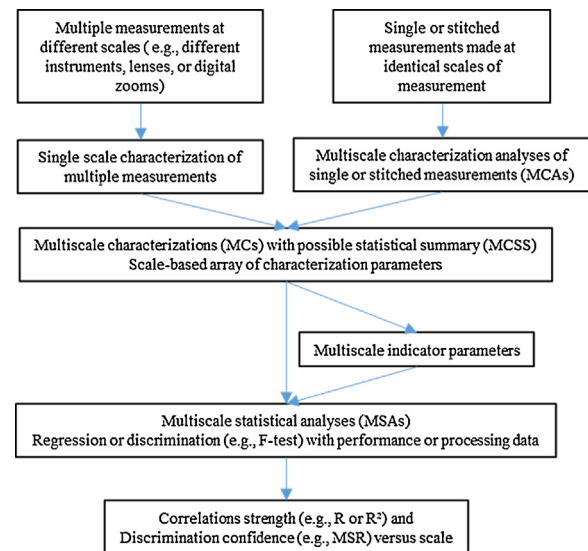 Multiple measurements at
different scales ( e.g., different
instruments, lenses, or digital
zooms)
Single or stitched
measurements made at
identical scales of
measurement
Single scale characterization of
multiple measurements
Multiscale characterization analyses of
single or stitched measurements (MCAs)
Multiscale characterizations (MCs) with possible statistical summary (MCSS)
Scale-based array of characterization parameters
Multiscale indicator parameters
Multiscale statistical analyses (MSAs)
Regression or discrimination (e.g., F-test) with performance or processing data
Correlations strength (e.g., R or R²) and
Discrimination confidence (e.g., MSR) versus scale